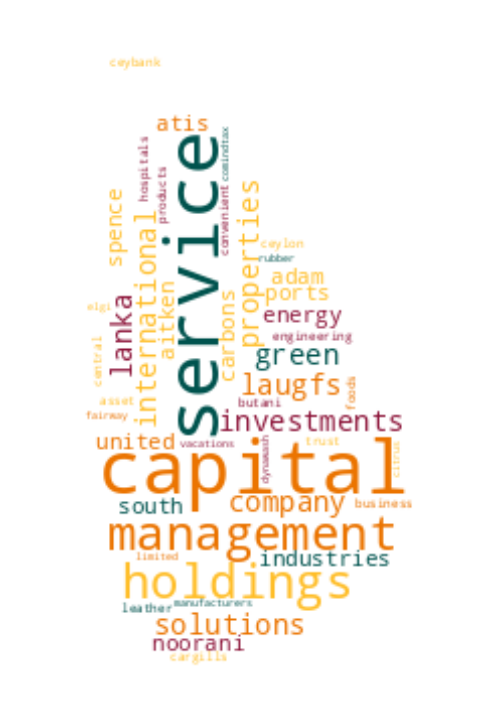 ceybank
atis
service
hospitals
products
comindtax
convenient
spence
international
properties
ceylon
rubber
aitken
adam
ports
carbons
lanka
elgi
energy
engineering
central
green
laugfs
foods
asset
butani
fairway
investments
united
vacations
dynawash
trust
citrus
capital
south
company
business
management
limited
industries
holdings
leather
manufacturers
solutions
noorani
cargills